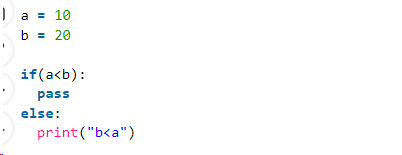 a = 10
b = 20

if(a<b):
  pass
else:
  print("b<a")